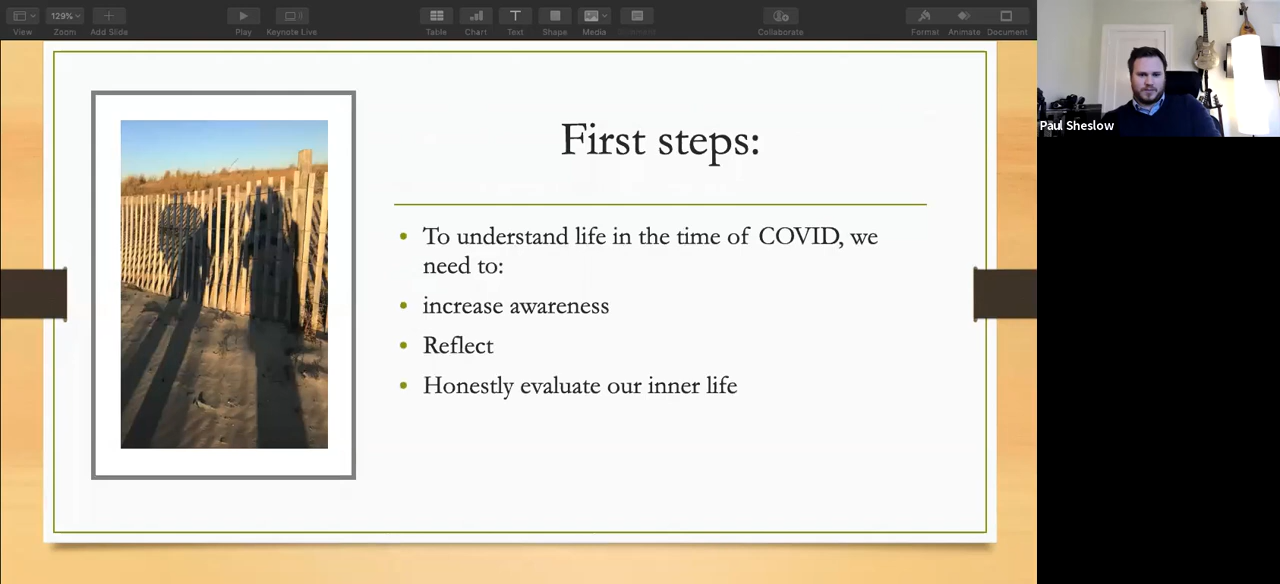 129%
View
Zoom
Add Slide
Play
Keynote Live
Table
Chart
Text
Shape
Media
Comment
Collaborate
Format
Animate
Document
Paul Sheslow
First steps:
• To understand life in the time of COVID, we
need to:
• increase awareness
• Reflect
• Honestly evaluate our inner life